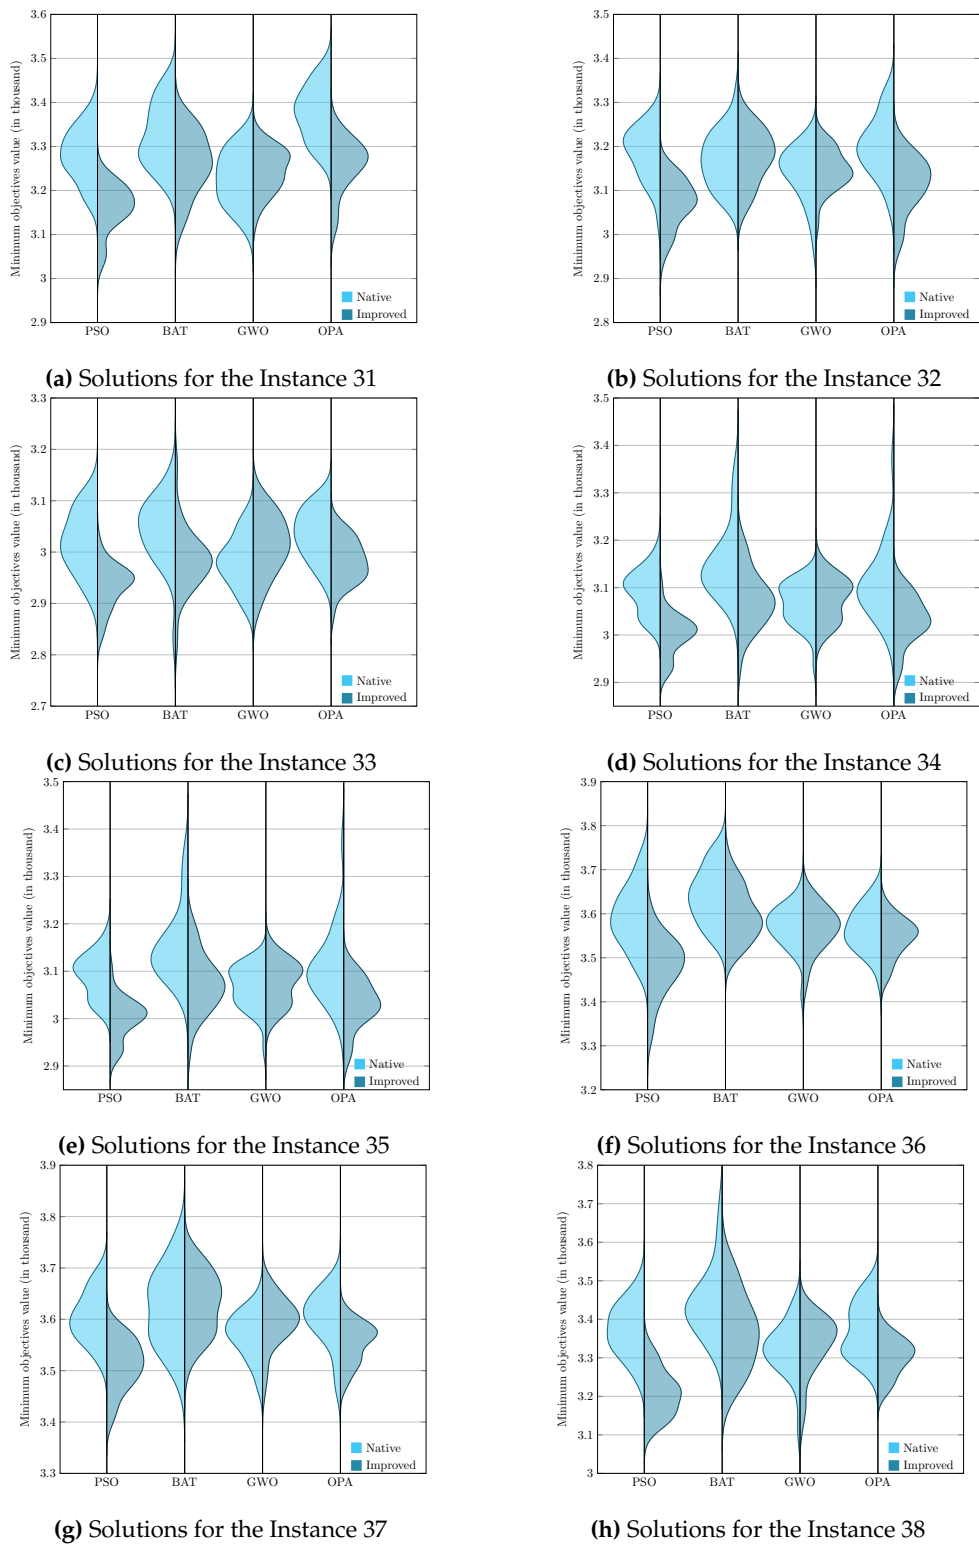 3.6
3.5
3.4
3.3
3.2
3.1
3
2.9
Minimum objectives value (in thousand)
PSO BAT GWO OPA
Native
Improved
(a) Solutions for the Instance 31
3.5
3.4
3.3
3.2
3.1
3
2.9
2.8
Minimum objectives value (in thousand)
PSO BAT GWO OPA
Native
Improved
(b) Solutions for the Instance 32
3.3
3.2
3.1
3
2.9
2.8
2.7
Minimum objectives value (in thousand)
PSO BAT GWO OPA
Native
Improved
(c) Solutions for the Instance 33
3.5
3.4
3.3
3.2
3.1
3
2.9
Minimum objectives value (in thousand)
PSO BAT GWO OPA
Native
Improved
(d) Solutions for the Instance 34
3.5
3.4
3.3
3.2
3.1
3
2.9
Minimum objectives value (in thousand)
PSO BAT GWO OPA
Native
Improved
(e) Solutions for the Instance 35
3.9
3.8
3.7
3.6
3.5
3.4
3.3
3.2
Minimum objectives value (in thousand)
PSO BAT GWO OPA
Native
Improved
(f) Solutions for the Instance 36
3.9
3.8
3.7
3.6
3.5
3.4
3.3
Minimum objectives value (in thousand)
PSO BAT GWO OPA
Native
Improved
(g) Solutions for the Instance 37
3.8
3.7
3.6
3.5
3.4
3.3
3.2
3.1
3
Minimum objectives value (in thousand)
PSO BAT GWO OPA
Native
Improved
(h) Solutions for the Instance 38